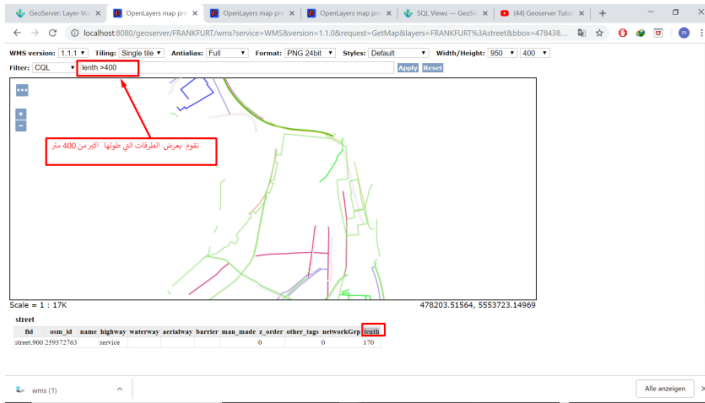 GeoServer: Layer-Vo
OpenLayers map pre
OpenLayers map pre
OpenLayers map pre
SQL Views — GeoSe
(44) Geoserver Tutor
localhost:8080/geoserver/FRANKFURT/wms?service=WMS&version=1.1.0&request=GetMap&layers=FRANKFURT%3Astreet&bbox=478438...
WMS version: 1.1.1 Tiling: Single tile Antialias: Full Format: PNG 24bit Styles: Default Width/Height: 950 400
Filter: CQL lenth >400 Apply Reset
+
−
نقوم بعرض الطرقات التي طولها اكبر من 400 متر
Scale = 1 : 17K 478203.51564, 5553723.14969
street
fid osm_id name highway waterway aerialway barrier man_made z_order other_tags networkGrp lenth
street.900 259372763 service 0 0 170
wms (1)
Alle anzeigen